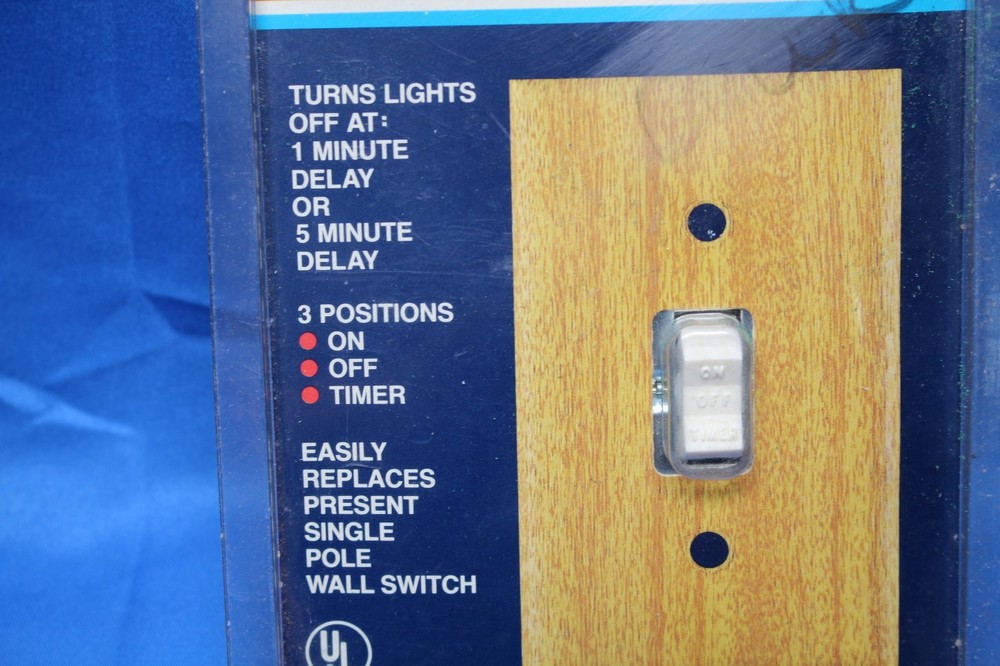 TURNS LIGHTS
OFF AT:
1 MINUTE
DELAY
OR
5 MINUTE
DELAY
3 POSITIONS
ON
OFF
TIMER
EASILY
REPLACES
PRESENT
SINGLE
POLE
WALL SWITCH
UL
ON
OFF
TIMER